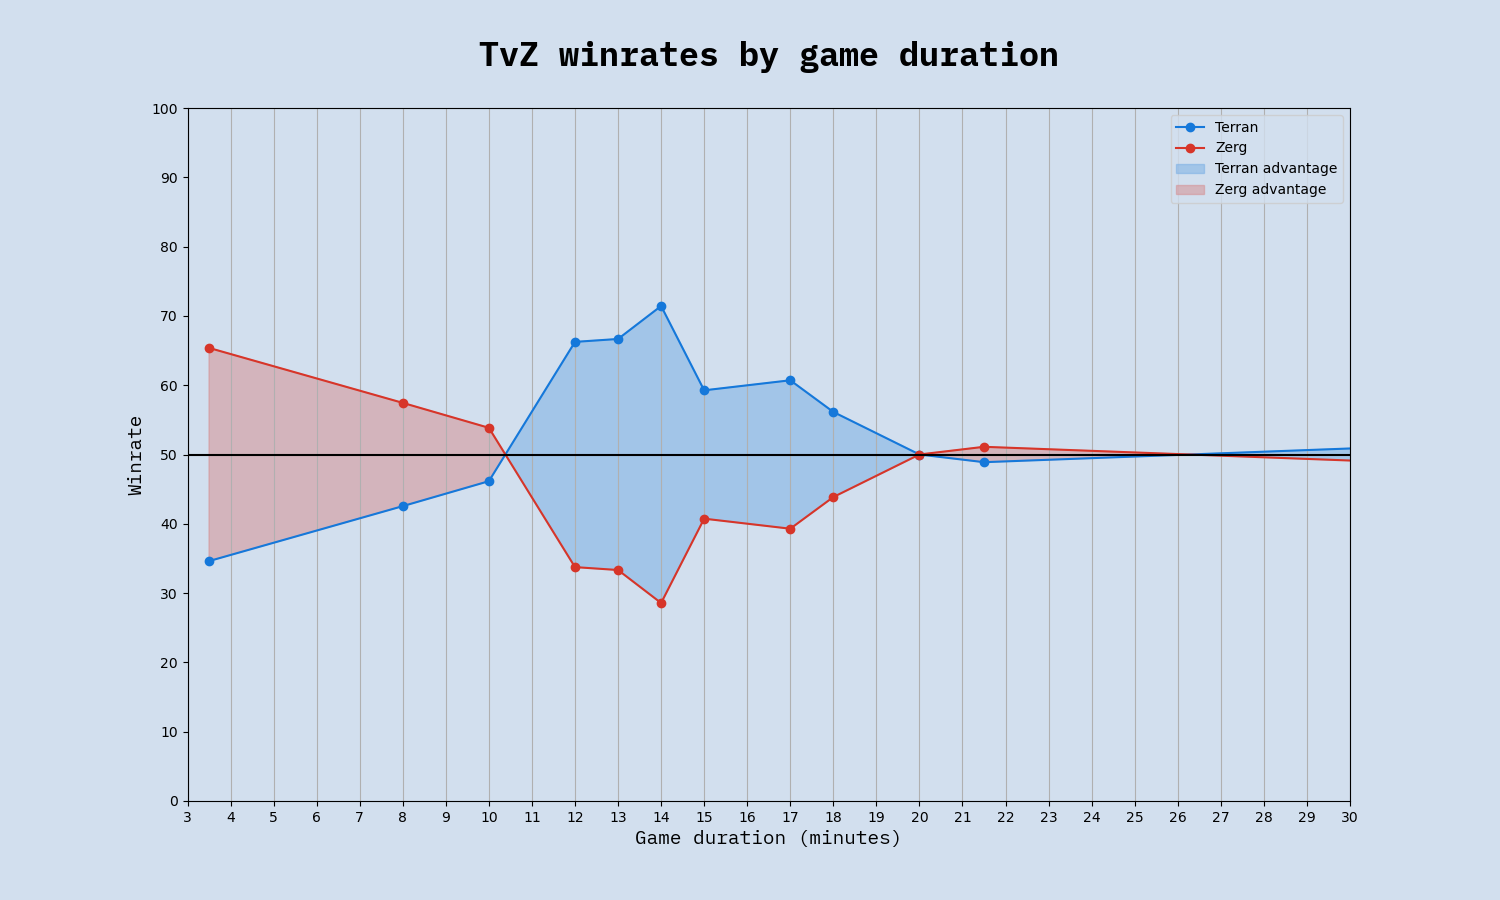 TvZ winrates by game duration
100
90
80
70
60
50
40
30
20
10
0
Winrate
Terran
Zerg
Terran advantage
Zerg advantage
3 4 5 6 7 8 9 10 11 12 13 14 15 16 17 18 19 20 21 22 23 24 25 26 27 28 29 30
Game duration (minutes)